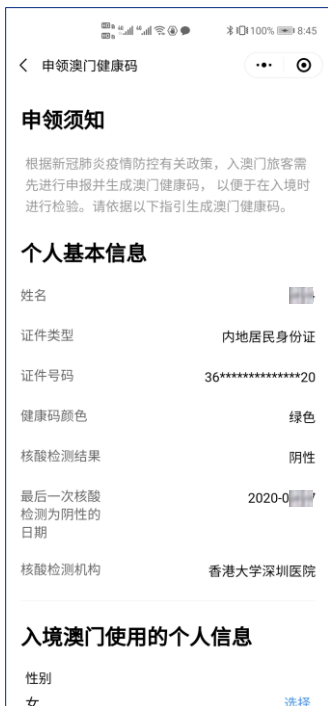 100% 8:45
申领澳门健康码
申领须知
根据新冠肺炎疫情防控有关政策，入澳门旅客需
先进行申报并生成澳门健康码， 以便于在入境时
进行检验。请依据以下指引生成澳门健康码。
个人基本信息
姓名
证件类型 内地居民身份证
证件号码 36**************20
健康码颜色 绿色
核酸检测结果 阴性
最后一次核酸
检测为阴性的
日期
2020-0
核酸检测机构 香港大学深圳医院
入境澳门使用的个人信息
性别
女 选择